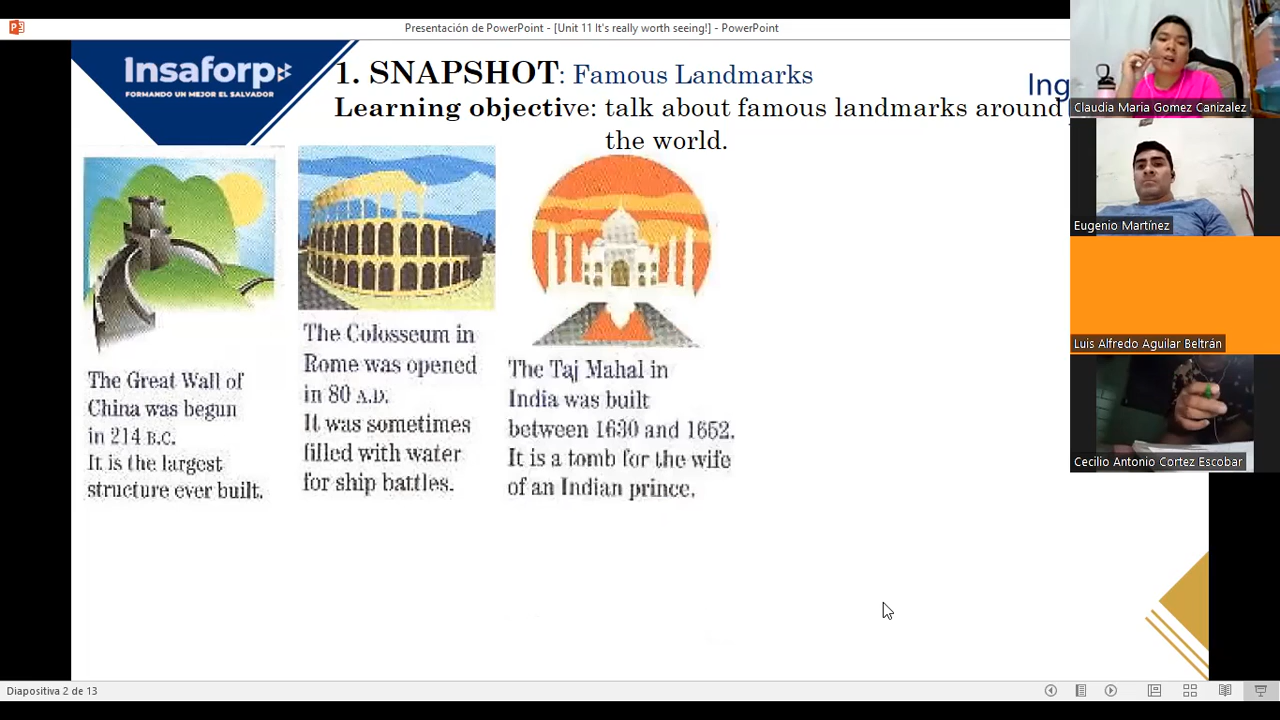 Presentación de PowerPoint - [Unit 11 It's really worth seeing!] - PowerPoint
Insaforp
FORMANDO UN MEJOR EL SALVADOR
1. SNAPSHOT: Famous Landmarks
Learning objective: talk about famous landmarks around
the world.
Ing
The Great Wall of
China was begun
in 214 B.C.
It is the largest
structure ever built.
The Colosseum in
Rome was opened
in 80 A.D.
It was sometimes
filled with water
for ship battles.
The Taj Mahal in
India was built
between 1630 and 1652.
It is a tomb for the wife
of an Indian prince.
Claudia Maria Gomez Canizalez
Eugenio Martínez
Luis Alfredo Aguilar Beltrán
Cecilio Antonio Cortez Escobar
Diapositiva 2 de 13